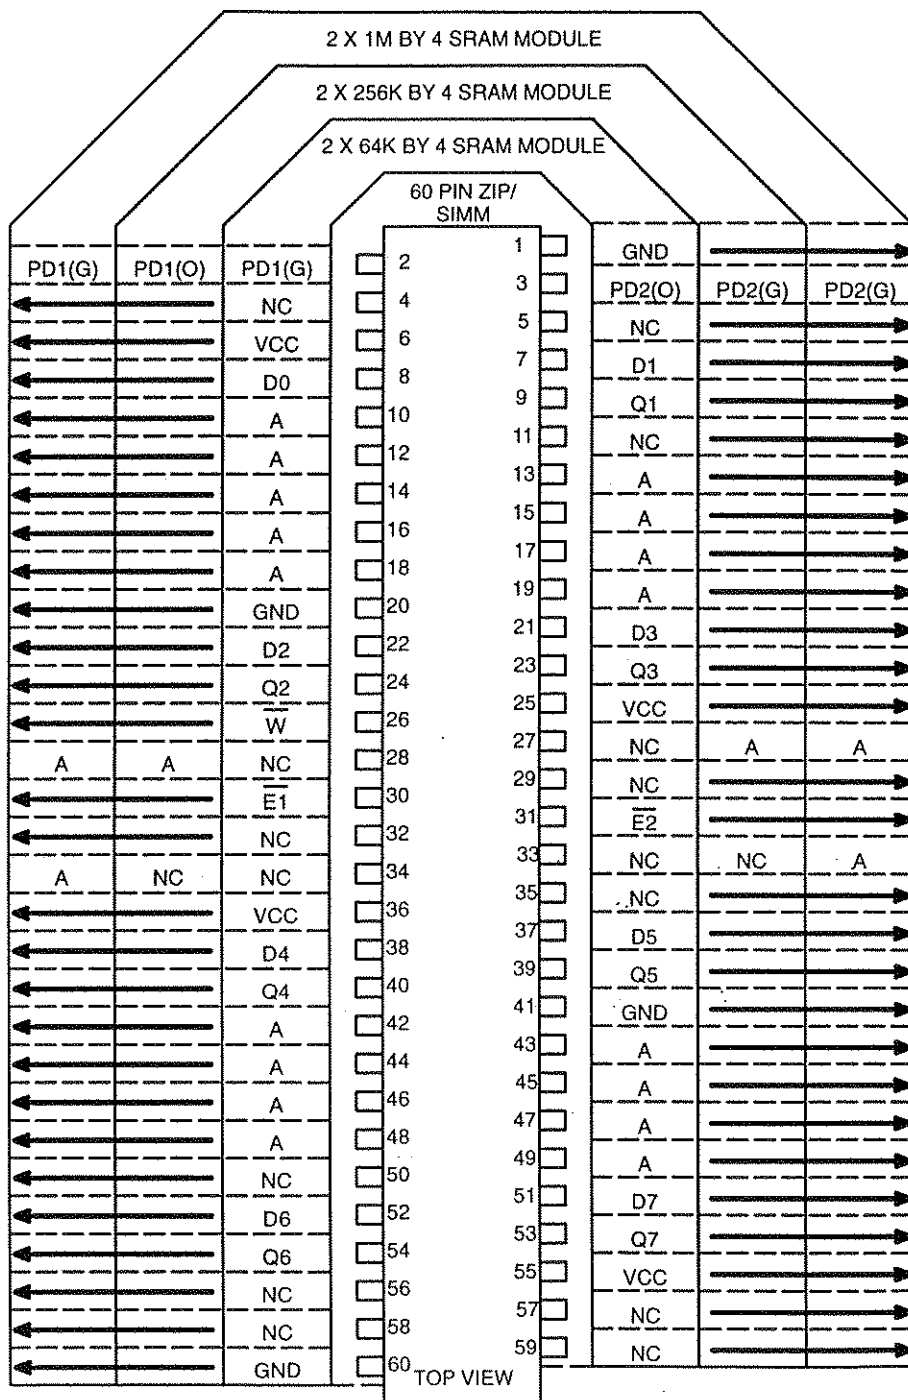 2 X 1M BY 4 SRAM MODULE
2 X 256K BY 4 SRAM MODULE
2 X 64K BY 4 SRAM MODULE
60 PIN ZIP/
SIMM
1 GND
PD1(G) PD1(O) PD1(G) 2
3 PD2(O) PD2(G) PD2(G)
NC 4
5 NC
VCC 6
7 D1
D0 8
9 Q1
A 10
11 NC
A 12
13 A
A 14
15 A
A 16
17 A
A 18
19 A
GND 20
21 D3
D2 22
23 Q3
Q2 24
25 VCC
W̅ 26
27 NC A A
A A NC 28
29 NC
E̅1̅ 30
31 E̅2̅
NC 32
33 NC NC A
A NC NC 34
35 NC
VCC 36
37 D5
D4 38
39 Q5
Q4 40
41 GND
A 42
43 A
A 44
45 A
A 46
47 A
A 48
49 A
NC 50
51 D7
D6 52
53 Q7
Q6 54
55 VCC
NC 56
57 NC
NC 58
59 NC
GND 60
TOP VIEW